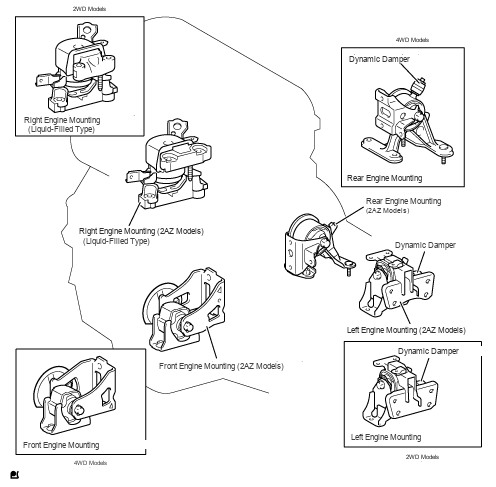 2WD Models
4WD Models
Dynamic Damper
Right Engine Mounting
(Liquid-Filled Type)
Rear Engine Mounting
Rear Engine Mounting
(2AZ Models)
Right Engine Mounting (2AZ Models)
(Liquid-Filled Type)
Dynamic Damper
Left Engine Mounting (2AZ Models)
Front Engine Mounting (2AZ Models)
Dynamic Damper
Front Engine Mounting
Left Engine Mounting
4WD Models
2WD Models